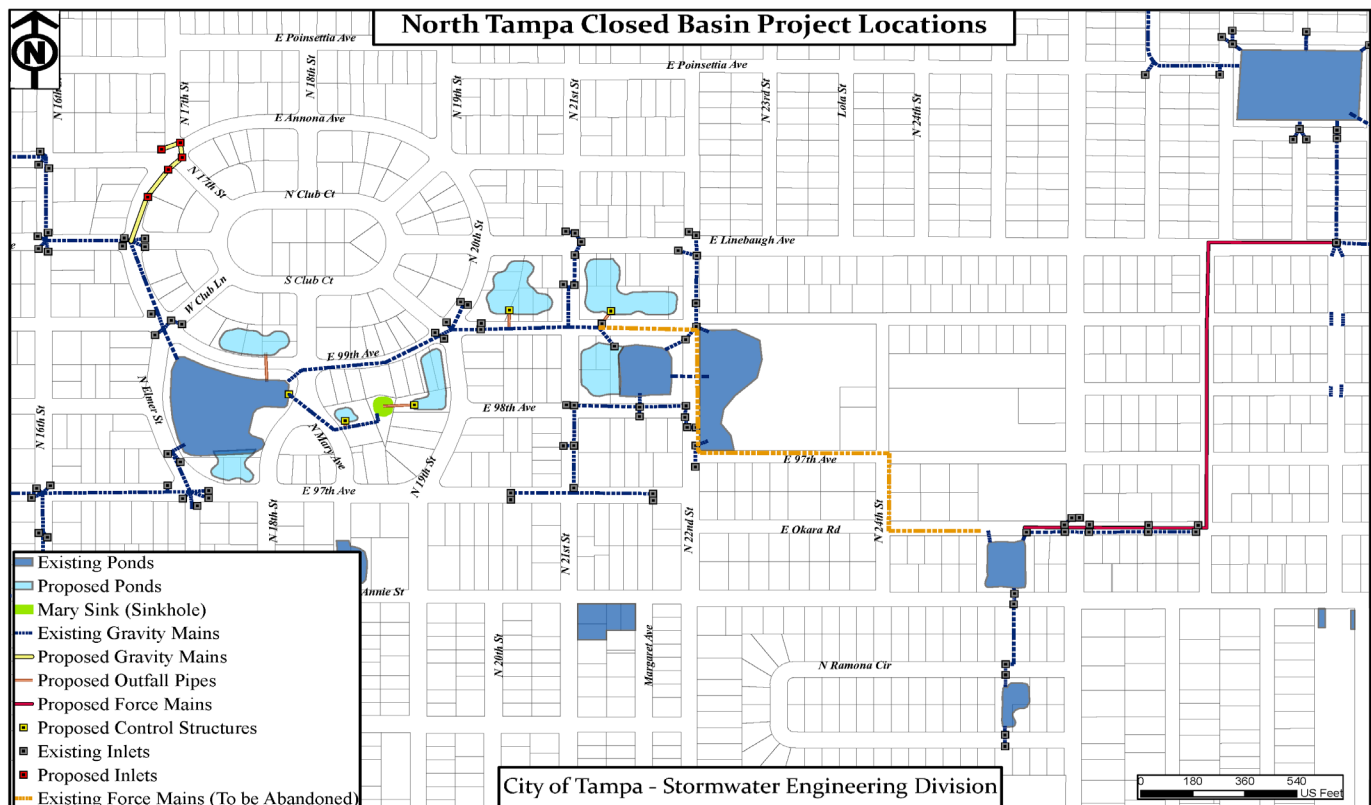 North Tampa Closed Basin Project Locations
N
E Poinsettia Ave
E Poinsettia Ave
N 16th St
N 17th St
N 18th St
N 19th St
N 21st St
N 23rd St
Lola St
N 24th St
E Annona Ave
N 17th St
N Club Ct
N 20th St
E Linebaugh Ave
S Club Ct
W Club Ln
E 99th Ave
N Elmer St
N 16th St
E 98th Ave
N Mary Ave
N 19th St
E 97th Ave
E 97th Ave
N 18th St
N 21st St
N 22nd St
E Okara Rd
N 24th St
Annie St
N 20th St
Margaret Ave
N Ramona Cir
Existing Ponds
Proposed Ponds
Mary Sink (Sinkhole)
Existing Gravity Mains
Proposed Gravity Mains
Proposed Outfall Pipes
Proposed Force Mains
Proposed Control Structures
Existing Inlets
Proposed Inlets
Existing Force Mains (To be Abandoned)
City of Tampa - Stormwater Engineering Division
0 180 360 540
US Feet